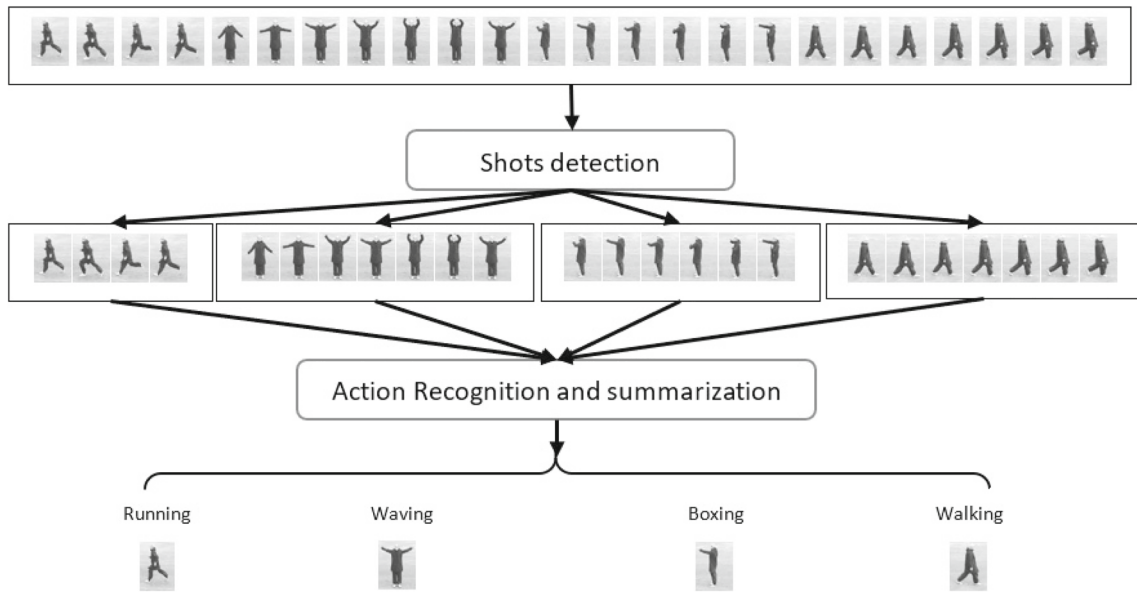 Shots detection
Action Recognition and summarization
Running Waving Boxing Walking